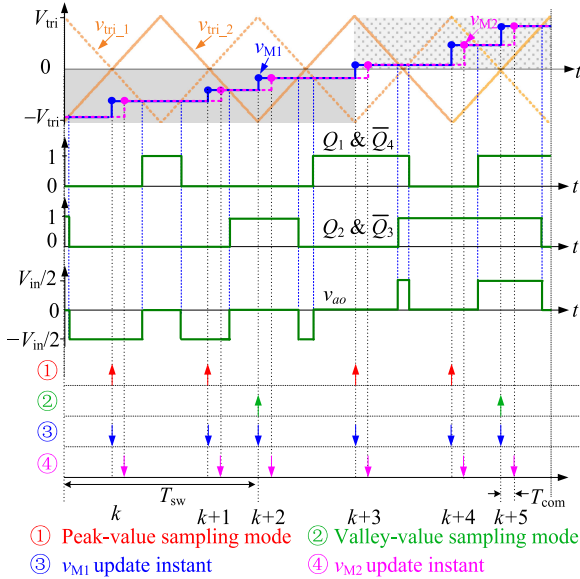 V_tri v_tri_1 v_tri_2 v_M1 v_M2
0 t
−V_tri
Q_1 & Q̅_4
1
0 t
Q_2 & Q̅_3
1
0 t
V_in/2 v_ao
0 t
−V_in/2
①
②
③
④
T_sw T_com
k k+1 k+2 k+3 k+4 k+5
① Peak-value sampling mode ② Valley-value sampling mode
③ v_M1 update instant ④ v_M2 update instant